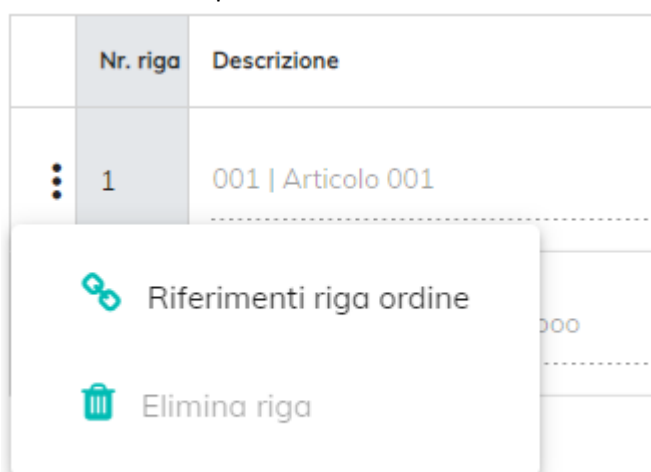 Nr. riga Descrizione
1 001 | Articolo 001
Riferimenti riga ordine
Elimina riga